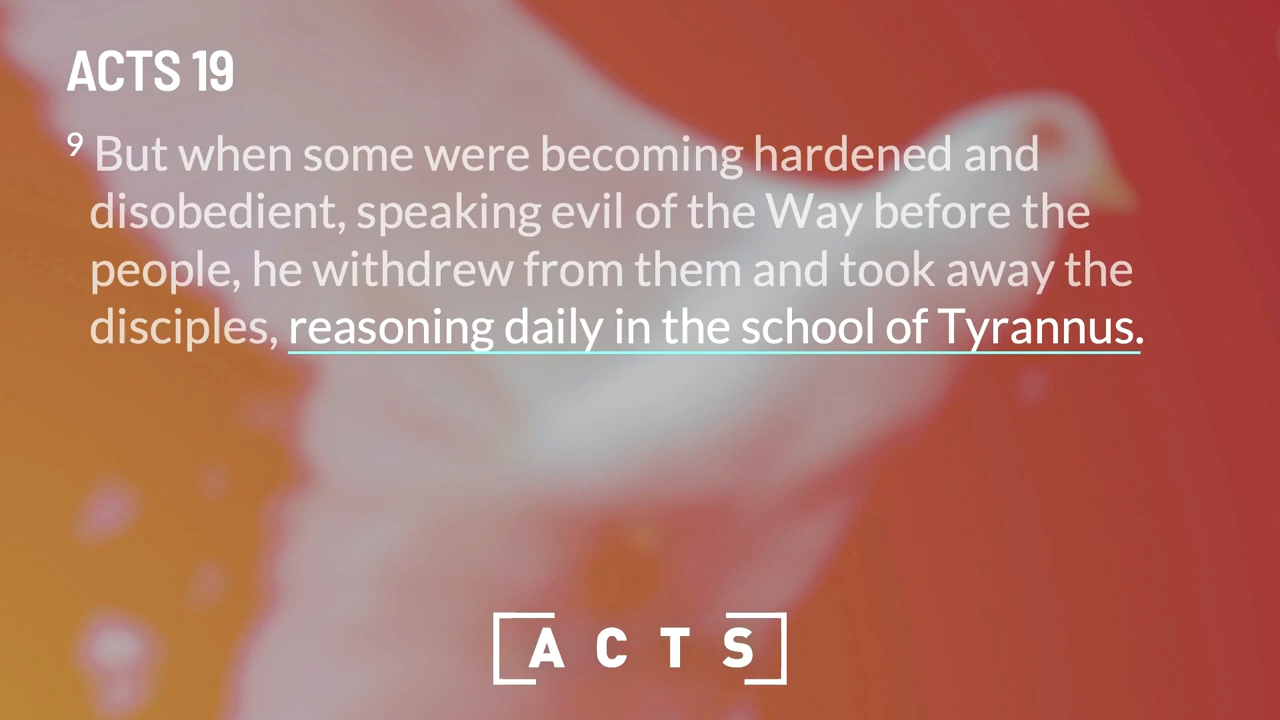 ACTS 19
9 But when some were becoming hardened and
disobedient, speaking evil of the Way before the
people, he withdrew from them and took away the
disciples, reasoning daily in the school of Tyrannus.
ACTS